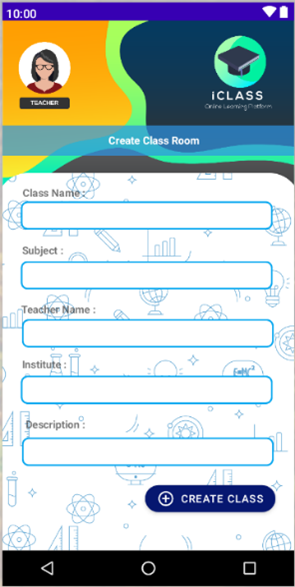 10:00
TEACHER
iCLASS
Online Learning Platform
Create Class Room
Class Name :
Subject :
Teacher Name :
Institute :
Description :
CREATE CLASS